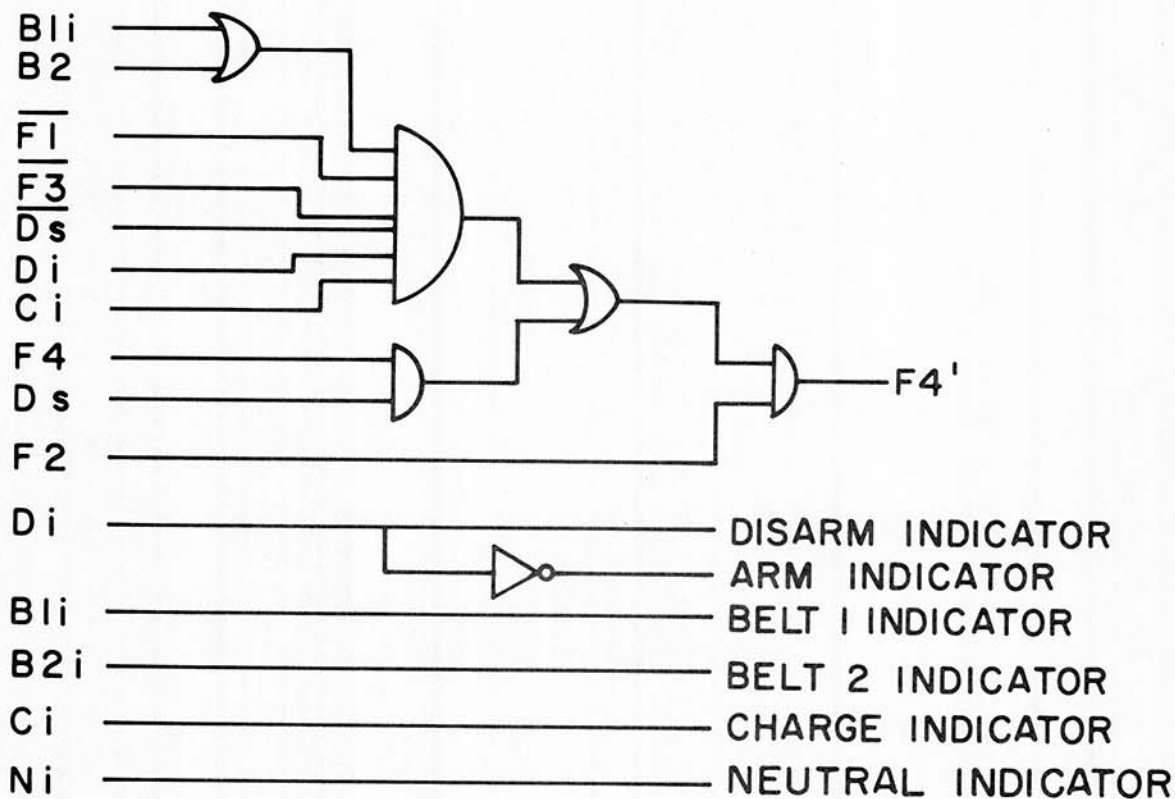 B1i
B2
F1
F3
Ds
Di
Ci
F4
Ds
F2
F4'
Di
DISARM INDICATOR
ARM INDICATOR
B1i
BELT 1 INDICATOR
B2i
BELT 2 INDICATOR
Ci
CHARGE INDICATOR
Ni
NEUTRAL INDICATOR